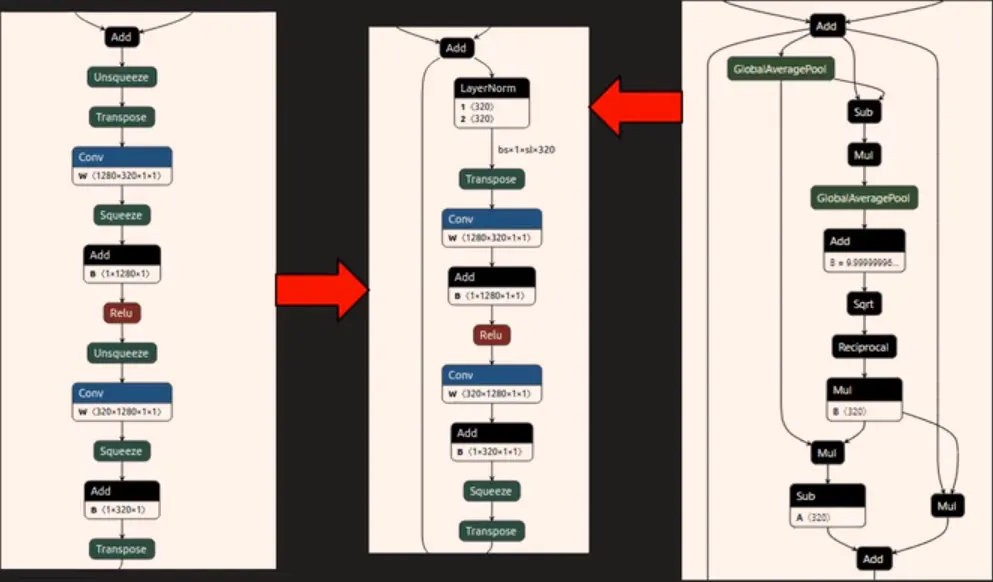 Add
Unsqueeze
Transpose
Conv
W ⟨1280×320×1×1⟩
Squeeze
Add
B ⟨1×1280×1⟩
Relu
Unsqueeze
Conv
W ⟨320×1280×1×1⟩
Squeeze
Add
B ⟨1×320×1⟩
Transpose
Add
LayerNorm
1 ⟨320⟩
2 ⟨320⟩
bs×1×sl×320
Transpose
Conv
W ⟨1280×320×1×1⟩
Add
B ⟨1×1280×1×1⟩
Relu
Conv
W ⟨320×1280×1×1⟩
Add
B ⟨1×320×1×1⟩
Squeeze
Transpose
Add
GlobalAveragePool
Sub
Mul
GlobalAveragePool
Add
B = 9.99999996...
Sqrt
Reciprocal
Mul
B ⟨320⟩
Mul
Sub
A ⟨320⟩
Mul
Add